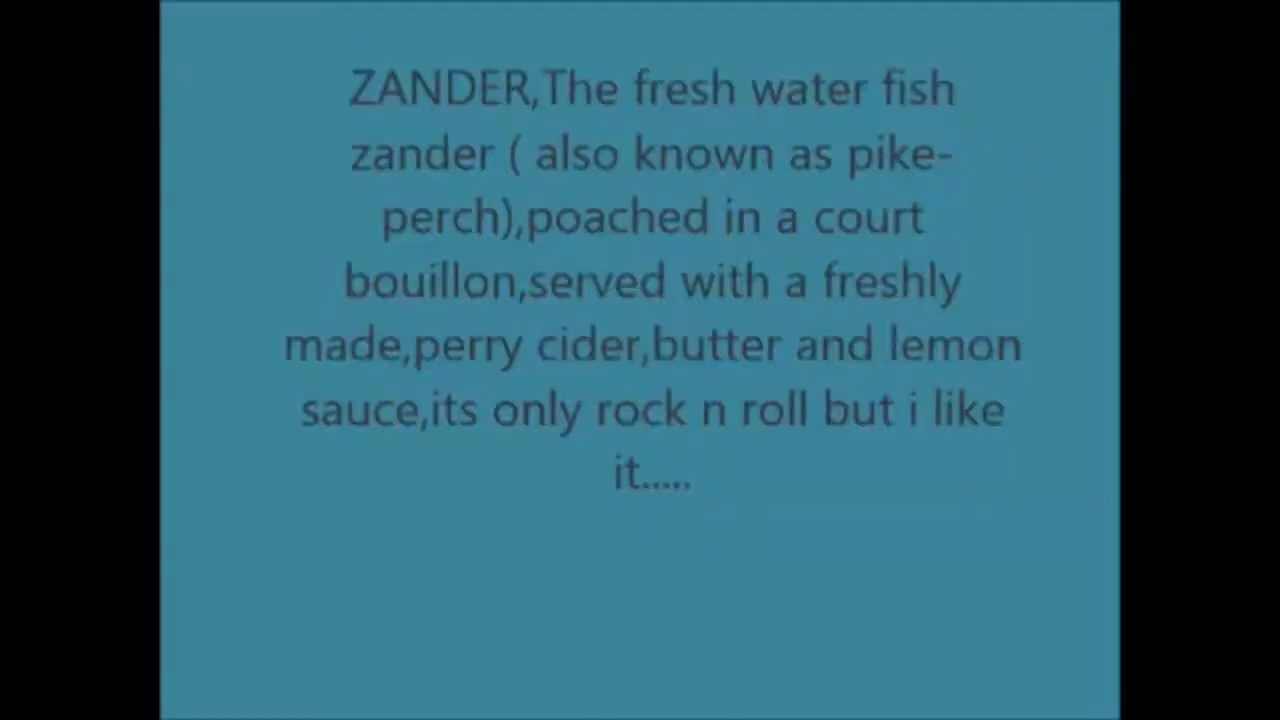 ZANDER,The fresh water fish
zander ( also known as pike-
perch),poached in a court
bouillon,served with a freshly
made,perry cider,butter and lemon
sauce,its only rock n roll but i like
it.....